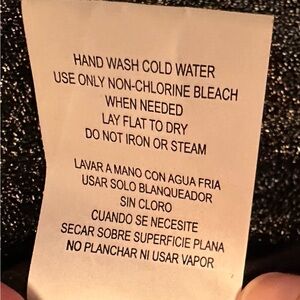 HAND WASH COLD WATER
USE ONLY NON-CHLORINE BLEACH
WHEN NEEDED
LAY FLAT TO DRY
DO NOT IRON OR STEAM
LAVAR A MANO CON AGUA FRIA
USAR SOLO BLANQUEADOR
SIN CLORO
CUANDO SE NECESITE
SECAR SOBRE SUPERFICIE PLANA
NO PLANCHAR NI USAR VAPOR